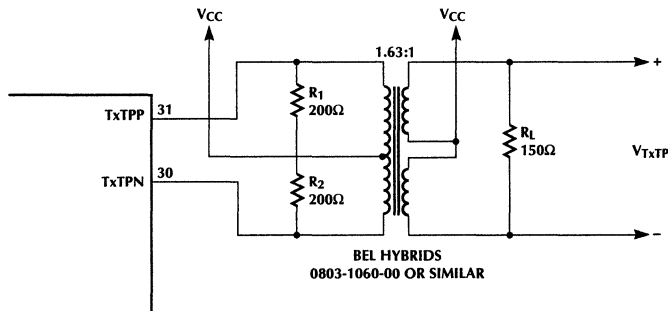 VCC
VCC
1.63:1
+
R1
200Ω
31
TxTPP
RL
150Ω
VTxTP
30
TxTPN
R2
200Ω
−
BEL HYBRIDS
0803-1060-00 OR SIMILAR